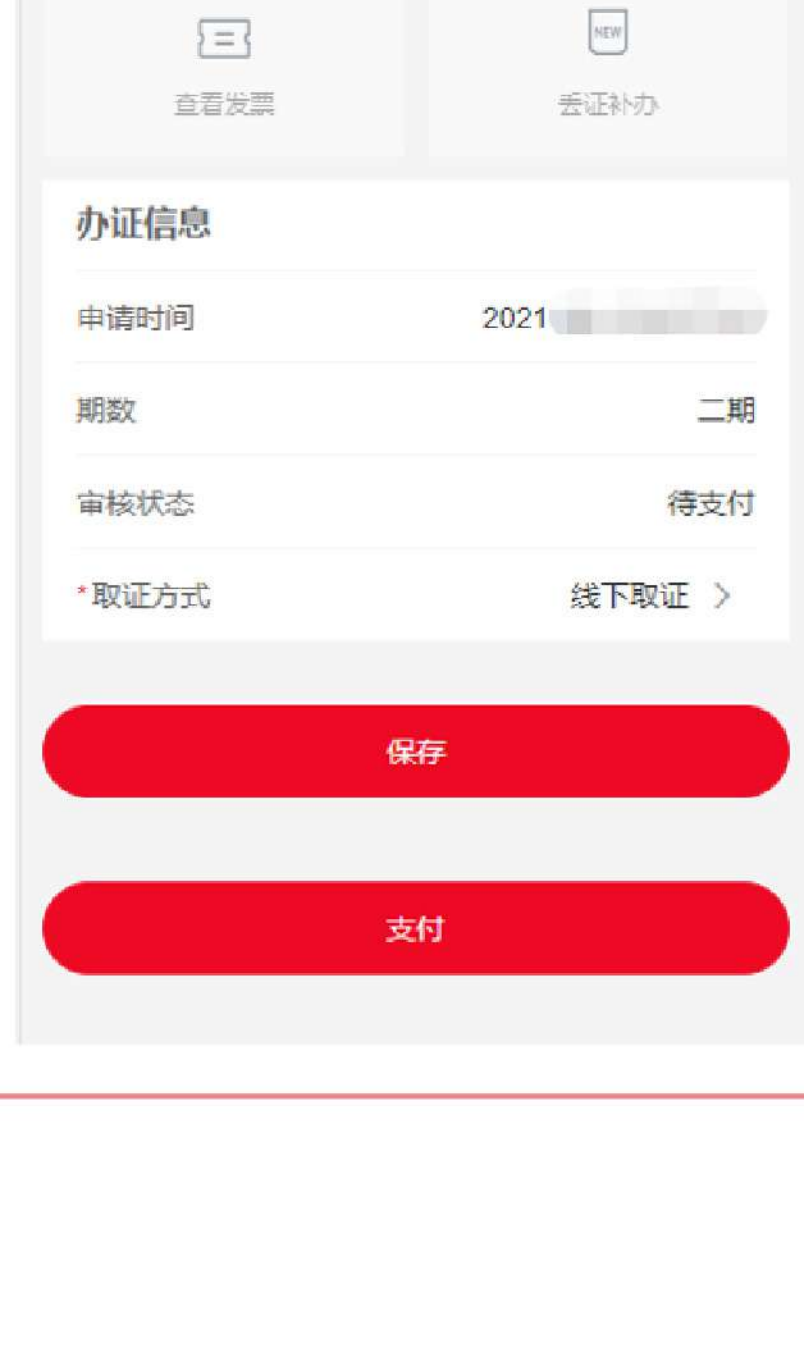 NEW
查看发票 丢证补办
办证信息
申请时间 2021
期数 二期
审核状态 待支付
*取证方式 线下取证 >
保存
支付